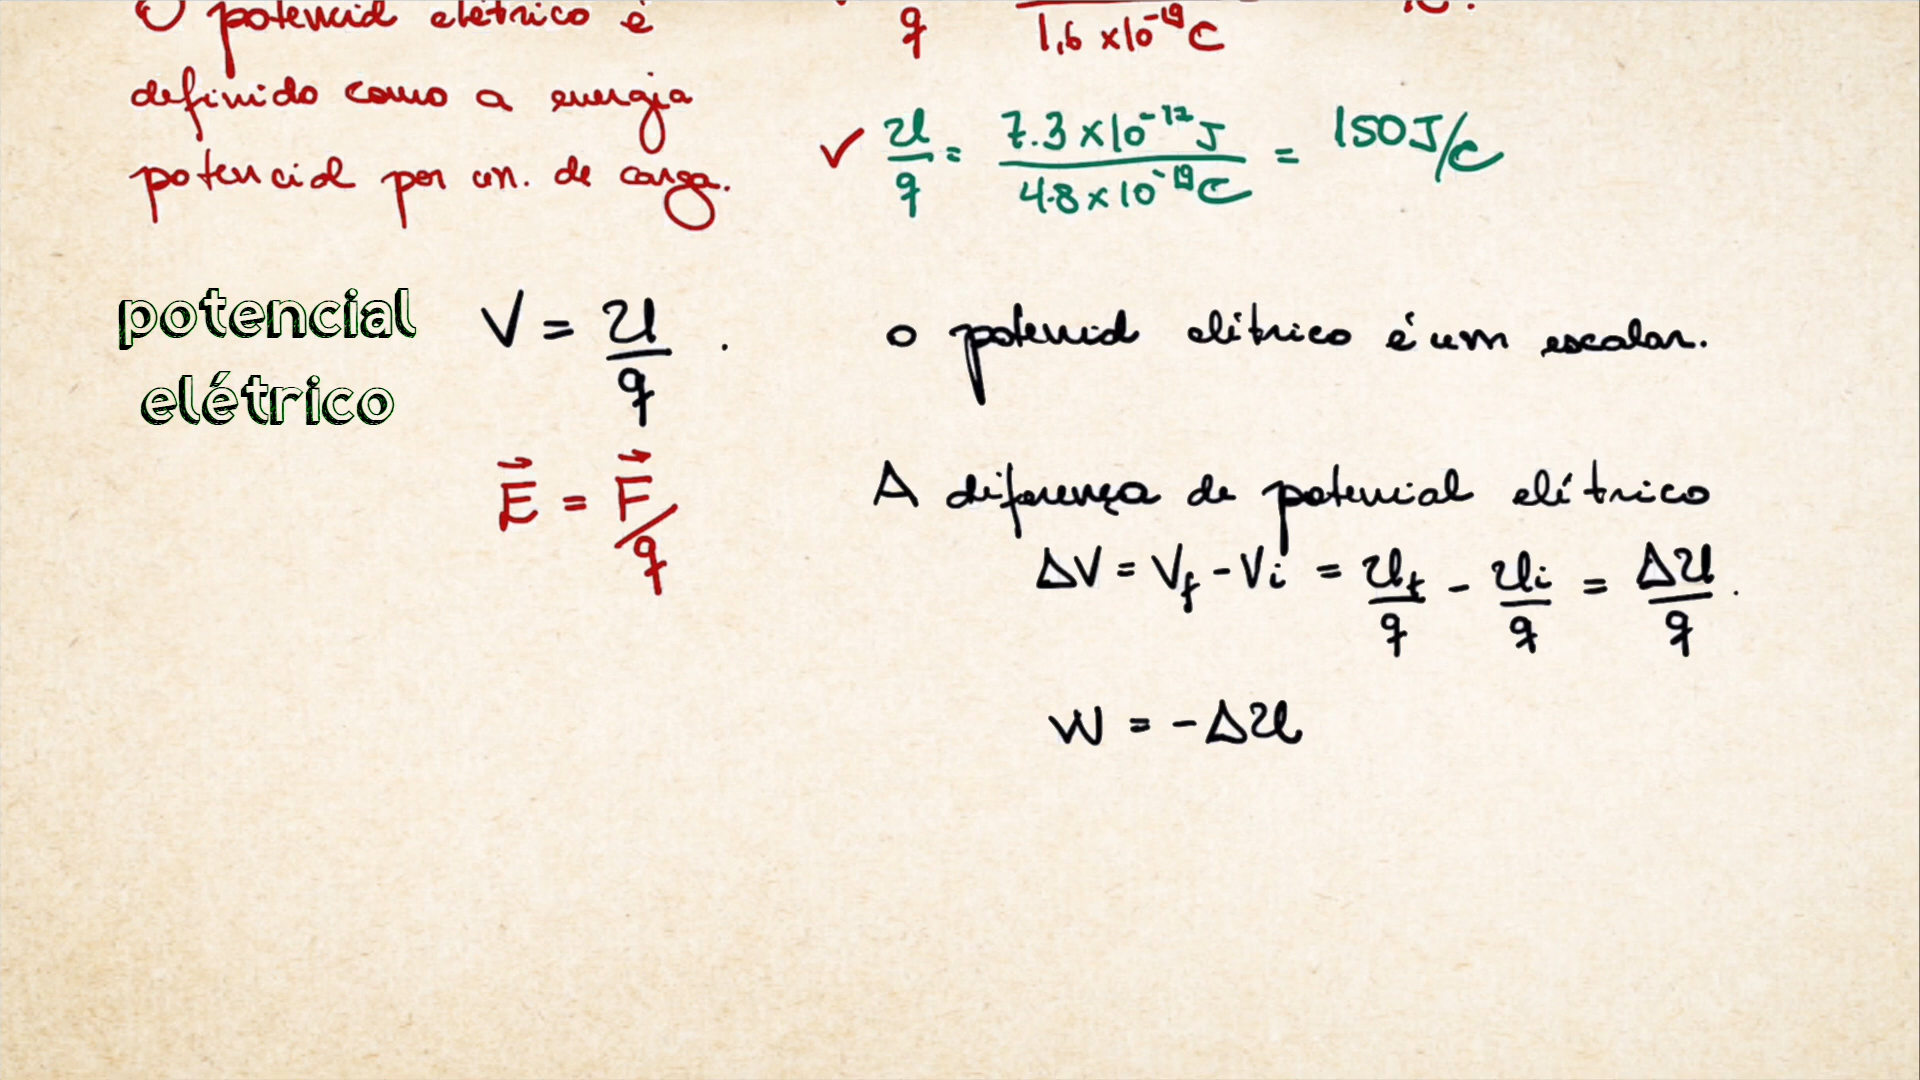 O potencial elétrico é
definido como a energia
potencial por un. de carga.
q 1,6 x10^-19 C
✓ U/q = 7.3 x10^-17 J / 4.8 x 10^-19 C = 150 J/C
potencial
elétrico
V = U/q .
o potencial elétrico é um escalar.
E⃗ = F⃗/q
A diferença de potencial elétrico
ΔV = Vf - Vi = Uf/q - Ui/q = ΔU/q .
W = -ΔU